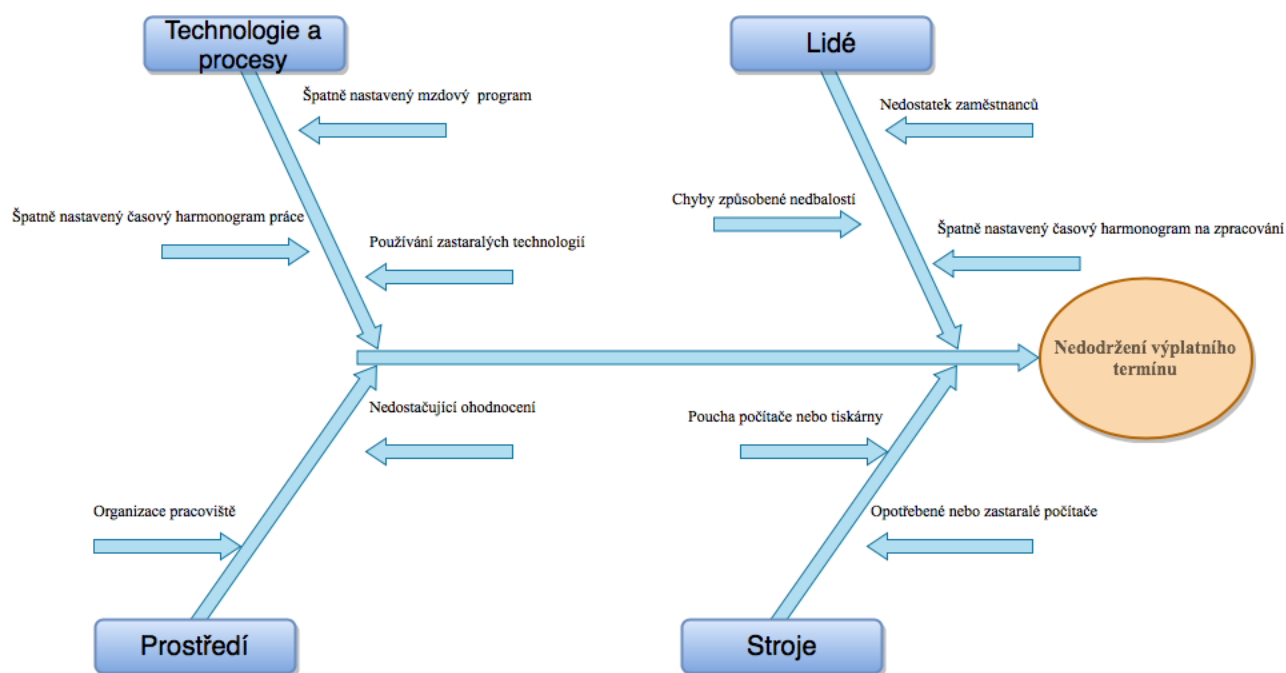 Technologie a
procesy
Lidé
Špatně nastavený mzdový  program
Nedostatek zaměstnanců
Chyby způsobené nedbalostí
Špatně nastavený časový harmonogram práce
Používání zastaralých technologií
Špatně nastavený časový harmonogram na zpracování
Nedodržení výplatního
termínu
Nedostačující ohodnocení
Poucha počítače nebo tiskárny
Organizace pracoviště
Opotřebené nebo zastaralé počítače
Prostředí
Stroje